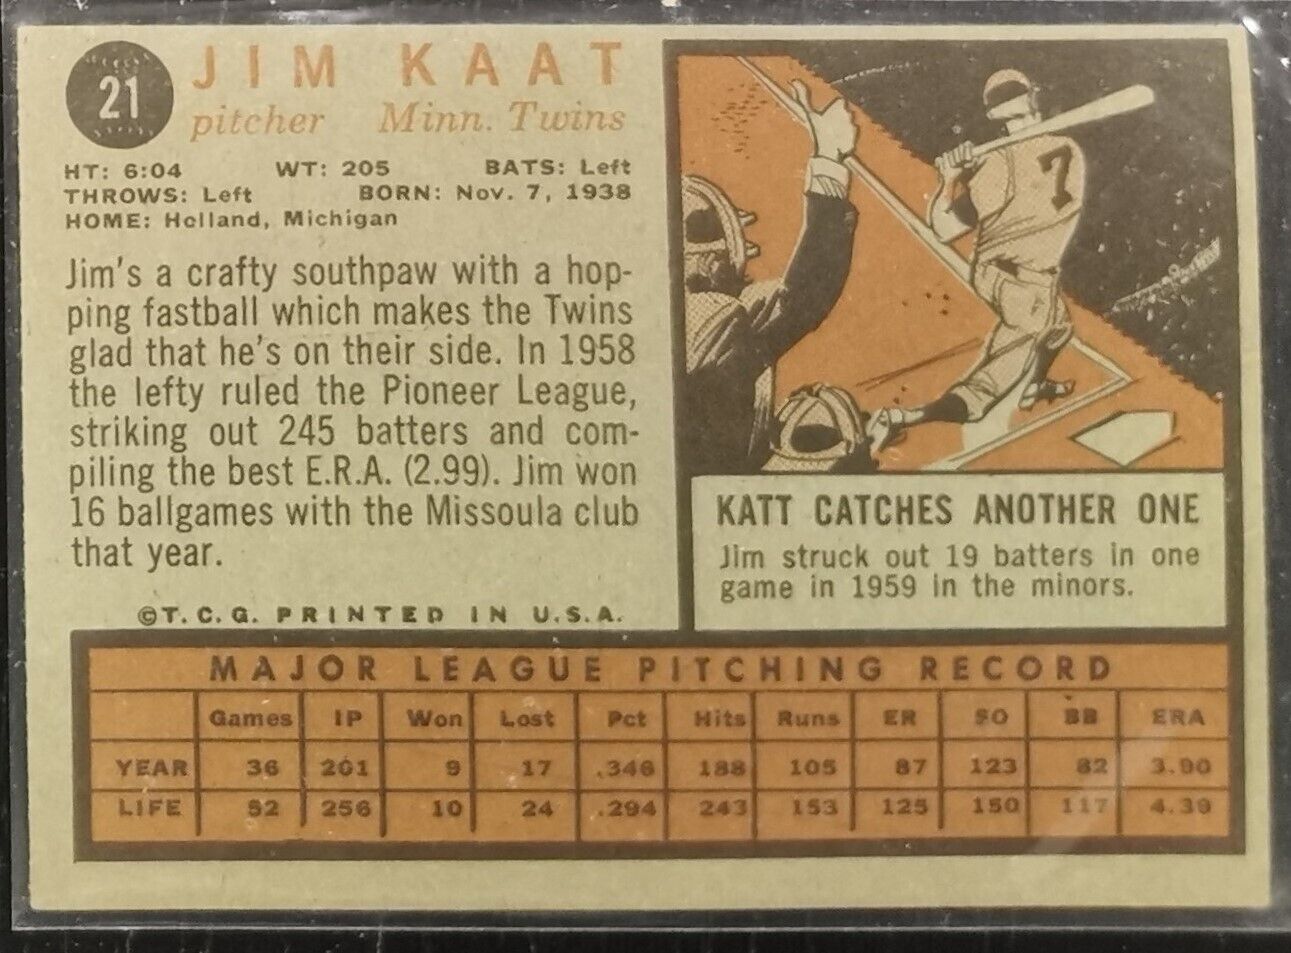 21
JIM KAAT
pitcher Minn. Twins
HT: 6:04 WT: 205 BATS: Left
THROWS: Left BORN: Nov. 7, 1938
HOME: Holland, Michigan
Jim's a crafty southpaw with a hop-
ping fastball which makes the Twins
glad that he's on their side. In 1958
the lefty ruled the Pioneer League,
striking out 245 batters and com-
piling the best E.R.A. (2.99). Jim won
16 ballgames with the Missoula club
that year.
©T.C.G. PRINTED IN U.S.A.
7
KATT CATCHES ANOTHER ONE
Jim struck out 19 batters in one
game in 1959 in the minors.
MAJOR LEAGUE PITCHING RECORD
Games IP Won Lost Pct Hits Runs ER SO BB ERA
YEAR 36 201 9 17 .346 188 105 87 123 82 3.90
LIFE 52 256 10 24 .294 243 153 125 150 117 4.39